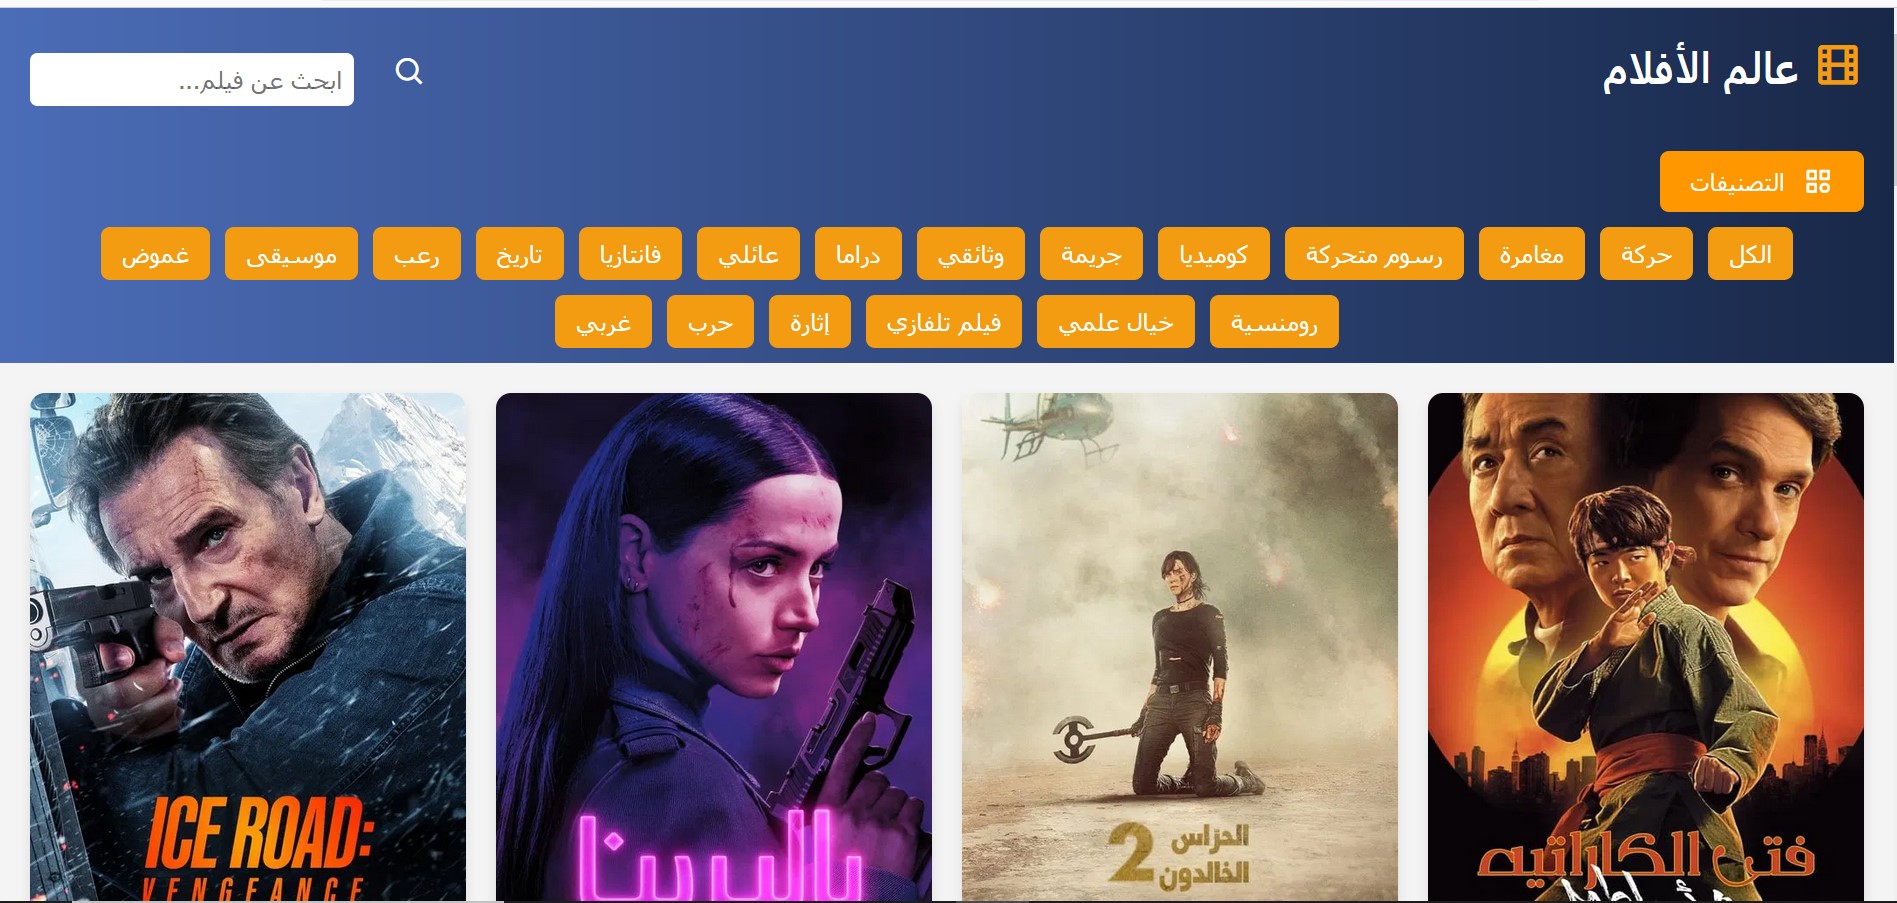 عالم الأفلام
ابحث عن فيلم...
التصنيفات
الكل حركة مغامرة رسوم متحركة كوميديا جريمة وثائقي دراما عائلي فانتازيا تاريخ رعب موسيقى غموض
رومنسية خيال علمي فيلم تلفازي إثارة حرب غربي
فتى الكاراتيه
الحراس
الخالدون 2
باليرينا
ICE ROAD:
VENGEANCE